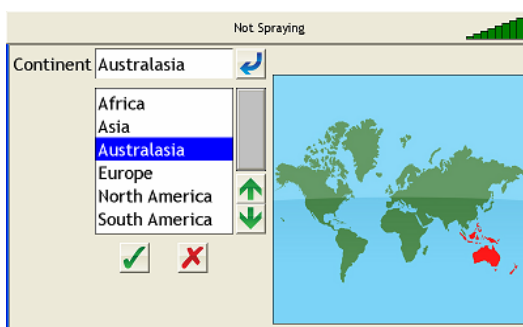 Not Spraying
Continent Australasia
Africa
Asia
Australasia
Europe
North America
South America